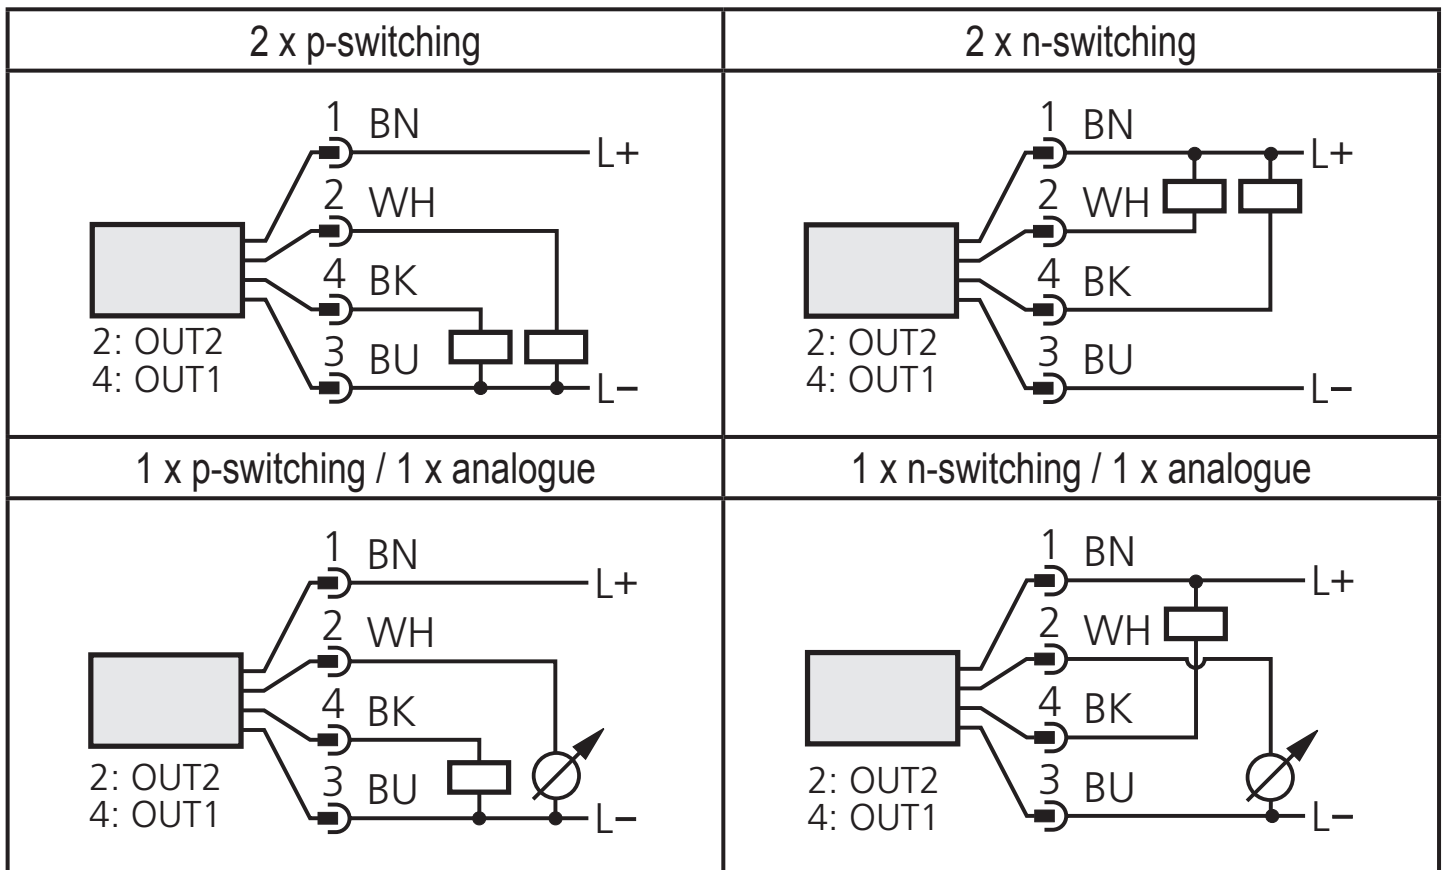 2 x p-switching
2 x n-switching
1 BN
L+
2 WH
4 BK
3 BU
L−
2: OUT2
4: OUT1
1 BN
L+
2 WH
4 BK
3 BU
L−
2: OUT2
4: OUT1
1 x p-switching / 1 x analogue
1 x n-switching / 1 x analogue
1 BN
L+
2 WH
4 BK
3 BU
L−
2: OUT2
4: OUT1
1 BN
L+
2 WH
4 BK
3 BU
L−
2: OUT2
4: OUT1